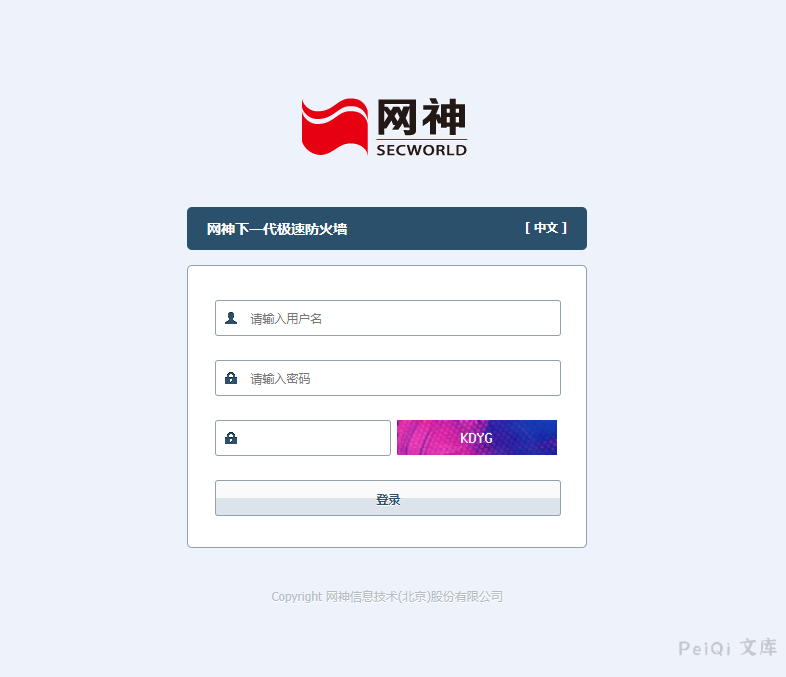 网神
SECWORLD
网神下一代极速防火墙 [ 中文 ]
请输入用户名
请输入密码
KDYG
登录
Copyright 网神信息技术(北京)股份有限公司
PeiQi 文库